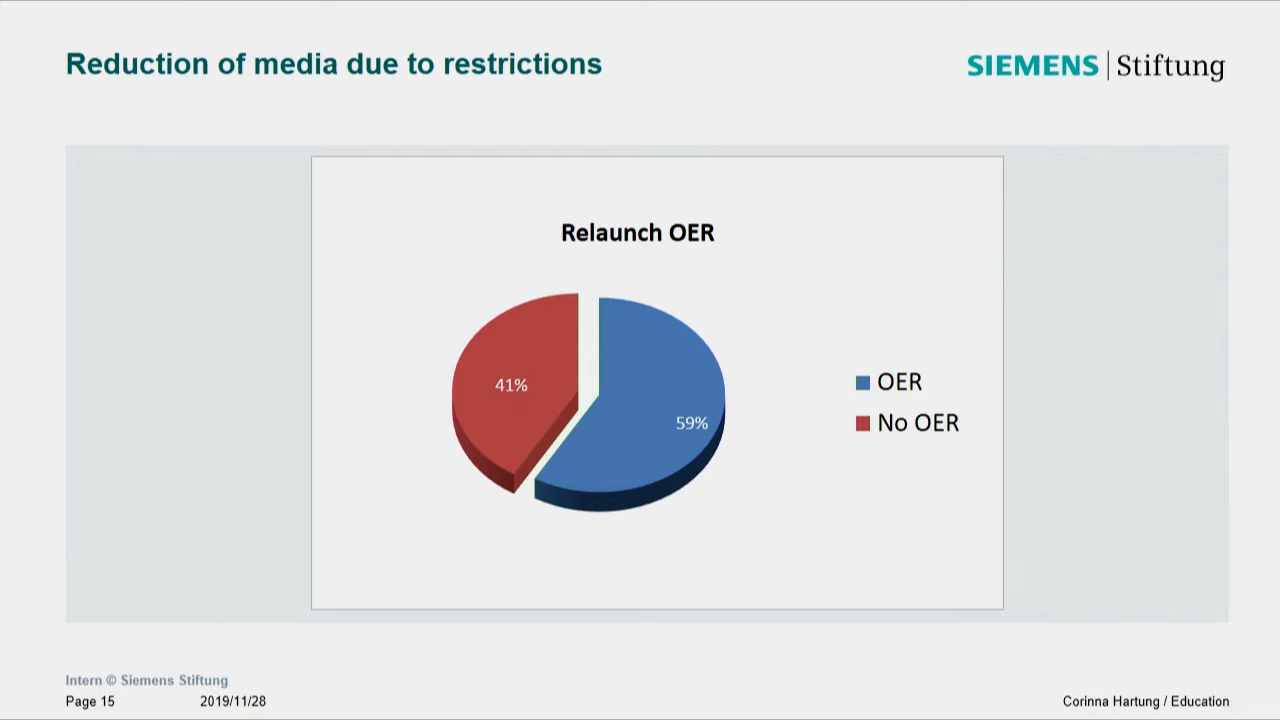 Reduction of media due to restrictions
SIEMENS | Stiftung
Relaunch OER
41%
59%
OER
No OER
Intern © Siemens Stiftung
Page 15 2019/11/28 Corinna Hartung / Education